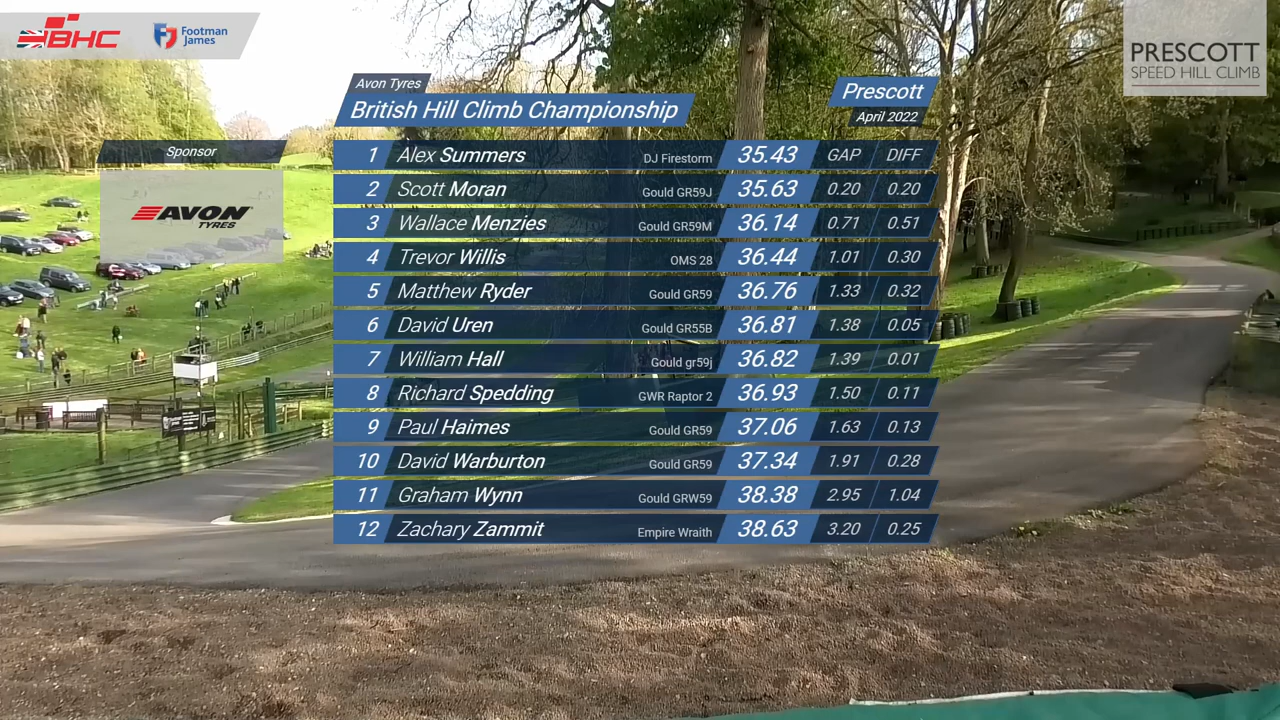 BHC
Footman
James
PRESCOTT
SPEED HILL CLIMB
Avon Tyres
British Hill Climb Championship
Prescott
April 2022
Sponsor
AVON
TYRES
1 Alex Summers DJ Firestorm 35.43 GAP DIFF
2 Scott Moran Gould GR59J 35.63 0.20 0.20
3 Wallace Menzies Gould GR59M 36.14 0.71 0.51
4 Trevor Willis OMS 28 36.44 1.01 0.30
5 Matthew Ryder Gould GR59 36.76 1.33 0.32
6 David Uren Gould GR55B 36.81 1.38 0.05
7 William Hall Gould gr59j 36.82 1.39 0.01
8 Richard Spedding GWR Raptor 2 36.93 1.50 0.11
9 Paul Haimes Gould GR59 37.06 1.63 0.13
10 David Warburton Gould GR59 37.34 1.91 0.28
11 Graham Wynn Gould GRW59 38.38 2.95 1.04
12 Zachary Zammit Empire Wraith 38.63 3.20 0.25